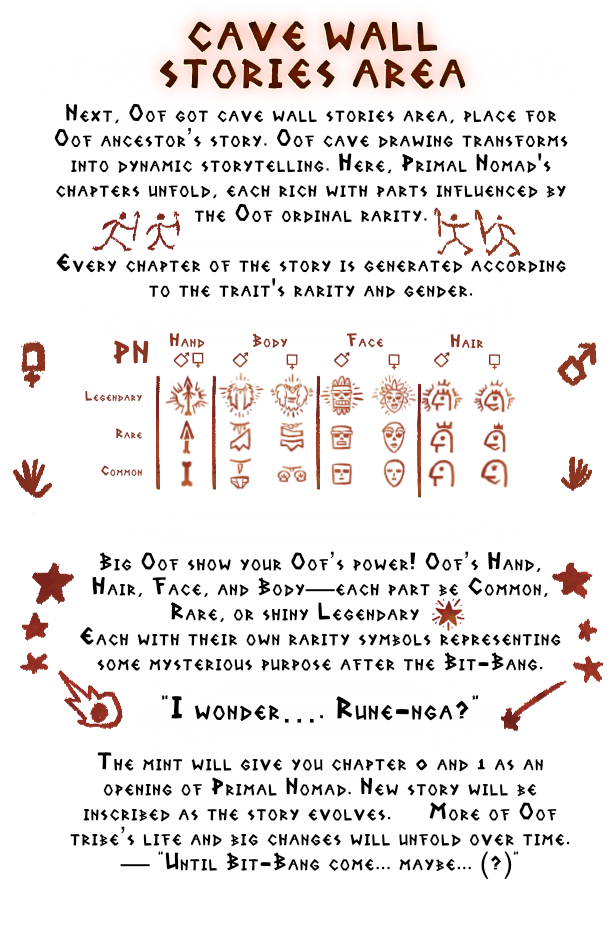 CAVE WALL
STORIES AREA
Next, Oof got cave wall stories area, place for
Oof ancestor's story. Oof cave drawing transforms
into dynamic storytelling. Here, Primal Nomad's
chapters unfold, each rich with parts influenced by
the Oof ordinal rarity.
Every chapter of the story is generated according
to the trait's rarity and gender.
PN Hand Body Face Hair
Legendary
Rare
Common
Big Oof show your Oof's power! Oof's Hand,
Hair, Face, and Body—each part be Common,
Rare, or shiny Legendary
Each with their own rarity symbols representing
some mysterious purpose after the Bit-Bang.
"I wonder.... Rune-nga?"
The mint will give you chapter 0 and 1 as an
opening of Primal Nomad. New story will be
inscribed as the story evolves. More of Oof
tribe's life and big changes will unfold over time.
— "Until Bit-Bang come... maybe... (?)"